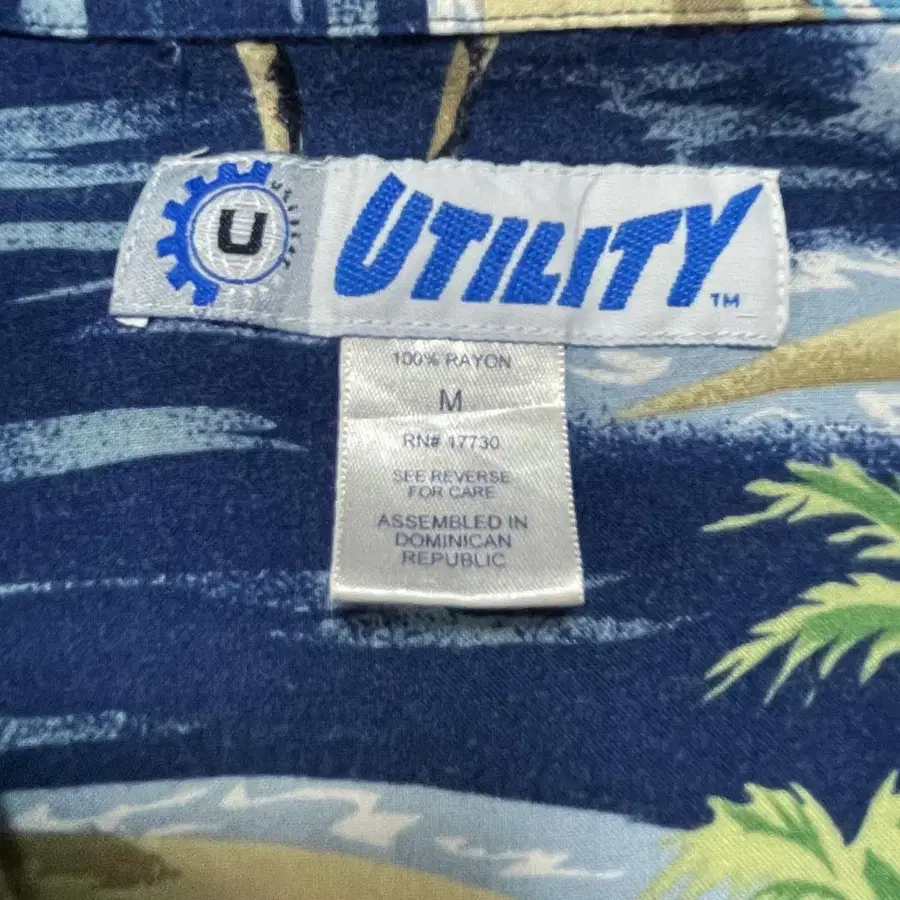 U
UTILITY
UTILITY™
100% RAYON
M
RN# 17730
SEE REVERSE
FOR CARE
ASSEMBLED IN
DOMINICAN
REPUBLIC